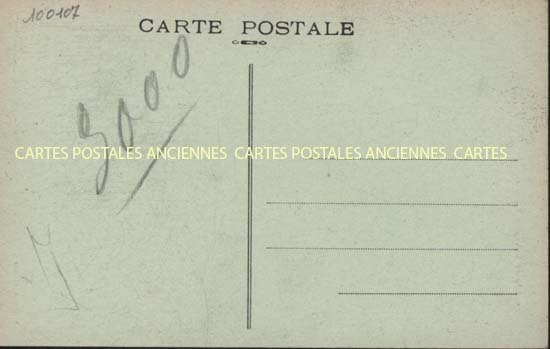 100107
CARTE POSTALE
3000
CARTES POSTALES ANCIENNES CARTES POSTALES ANCIENNES CARTES